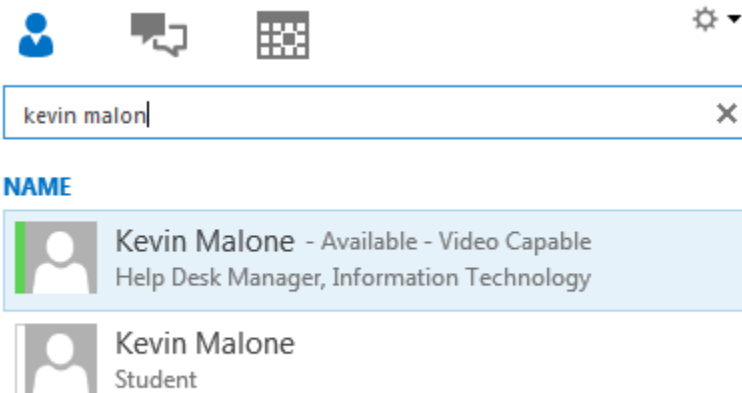 kevin malon
NAME
Kevin Malone - Available - Video Capable
Help Desk Manager, Information Technology
Kevin Malone
Student